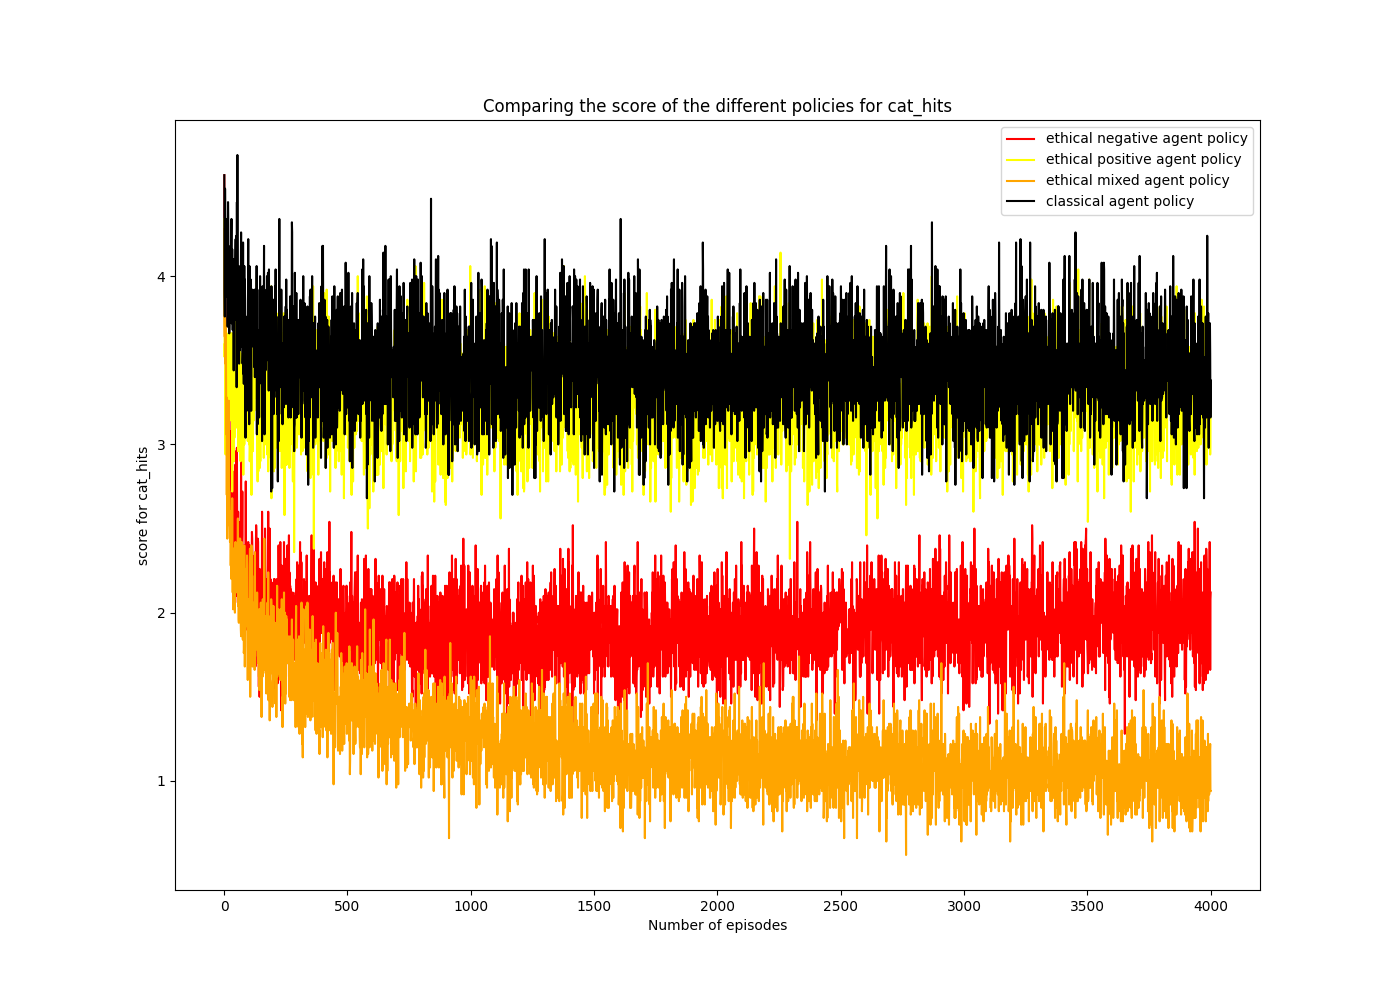 Comparing the score of the different policies for cat_hits
ethical negative agent policy
ethical positive agent policy
ethical mixed agent policy
classical agent policy
score for cat_hits
4
3
2
1
0
500
1000
1500
2000
2500
3000
3500
4000
Number of episodes